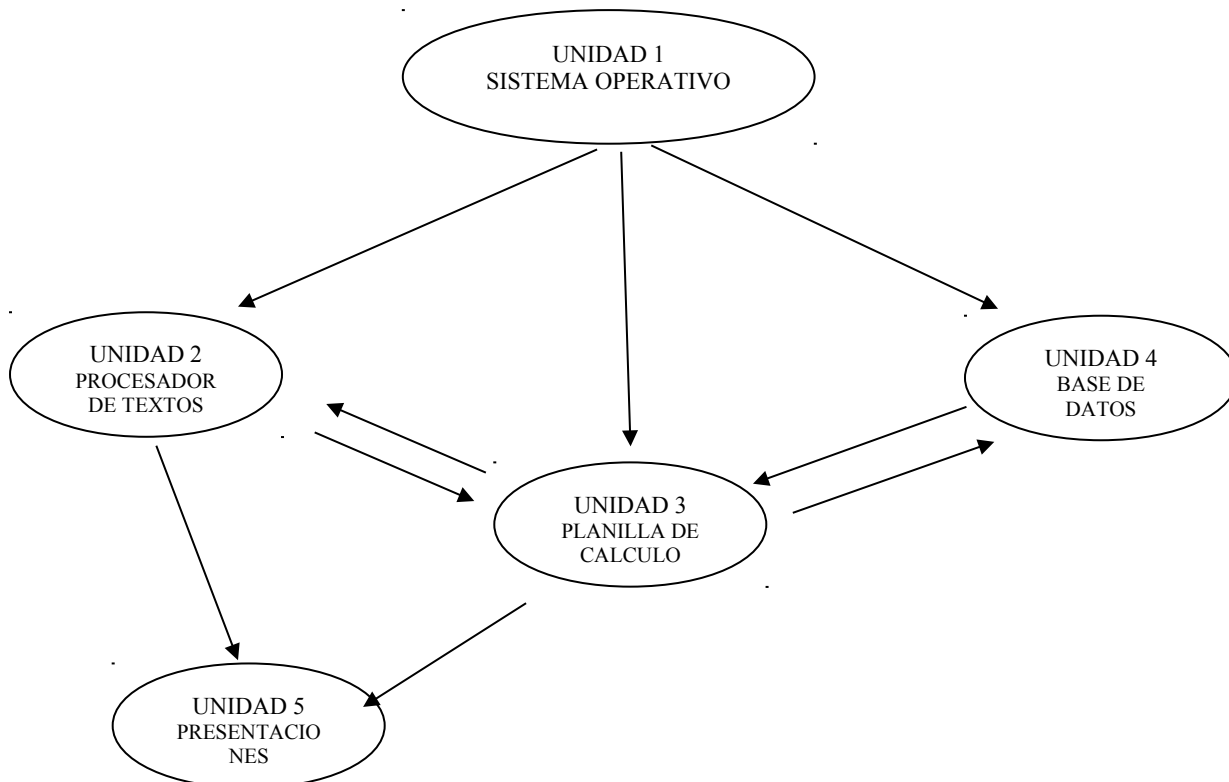 UNIDAD 1
SISTEMA OPERATIVO
UNIDAD 2
PROCESADOR
DE TEXTOS
UNIDAD 4
BASE DE
DATOS
UNIDAD 3
PLANILLA DE
CALCULO
UNIDAD 5
PRESENTACIO
NES